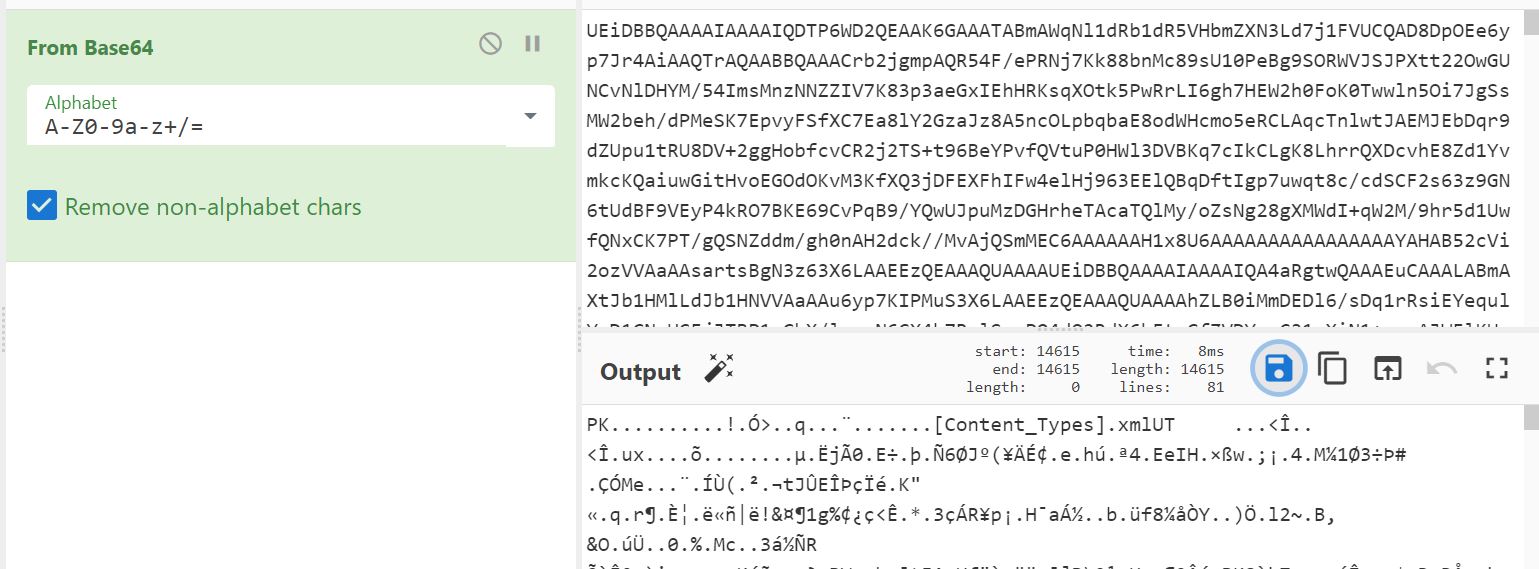 From Base64
Alphabet
A-Z0-9a-z+/=
Remove non-alphabet chars
UEiDBBQAAAAIAAAAIQDTP6WD2QEAAK6GAAATABmAWqNl1dRb1dR5VHbmZXN3Ld7j1FVUCQAD8DpOEe6y
p7Jr4AiAAQTrAQAABBQAAACrb2jgmpAQR54F/ePRNj7Kk88bnMc89sU10PeBg9SORWVJSJPXtt22OwGU
NCvNlDHYM/54ImsMnzNNZZIV7K83p3aeGxIEhHRKsqXOtk5PwRrLI6gh7HEW2h0FoK0Twwln5Oi7JgSs
MW2beh/dPMeSK7EpvyFSfXC7Ea8lY2GzaJz8A5ncOLpbqbaE8odWHcmo5eRCLAqcTnlwtJAEMJEbDqr9
dZUpu1tRU8DV+2ggHobfcvCR2j2TS+t96BeYPvfQVtuP0HWl3DVBKq7cIkCLgK8LhrrQXDcvhE8Zd1Yv
mkcKQaiuwGitHvoEGOdOKvM3KfXQ3jDFEXFhIFw4elHj963EElQBqDftIgp7uwqt8c/cdSCF2s63z9GN
6tUdBF9VEyP4kRO7BKE69CvPqB9/YQwUJpuMzDGHrheTAcaTQlMy/oZsNg28gXMWdI+qW2M/9hr5d1Uw
fQNxCK7PT/gQSNZddm/gh0nAH2dck//MvAjQSmMEC6AAAAAAH1x8U6AAAAAAAAAAAAAAAAAYAHAB52cVi
2ozVVAaAAsartsBgN3z63X6LAAEEzQEAAAQUAAAAUEiDBBQAAAAIAAAAIQA4aRgtwQAAAEuCAAALABmA
XtJb1HMlLdJb1HNVVAaAAu6yp7KIPMuS3X6LAAEEzQEAAAQUAAAAhZLB0iMmDEDl6/sDq1rRsiEYequl
Output
start: 14615
end: 14615
length: 0
time: 8ms
length: 14615
lines: 81
PK..........!.Ó>..q...¨.......[Content_Types].xmlUT ...<Î..
<Î.ux....õ........µ.ËjÃ0.E÷.þ.Ñ6ØJº(¥ÄÉ¢.e.hú.ª4.EeIH.×ßw.;¡.4.M¼1Ø3÷Þ#
.ÇÓMe...¨.ÍÙ(.².¬tJÛEÎÞçÏé.K"
«.q.r¶.È¦.ë«ñ|ë!&¤¶1g%¢¿ç<Ê.*.3çÁR¥p¡.H¯aÁ½..b.üf8¼åÒY..)Ö.l2~.B,
&O.úÜ..0.%.Mc..3á½ÑR